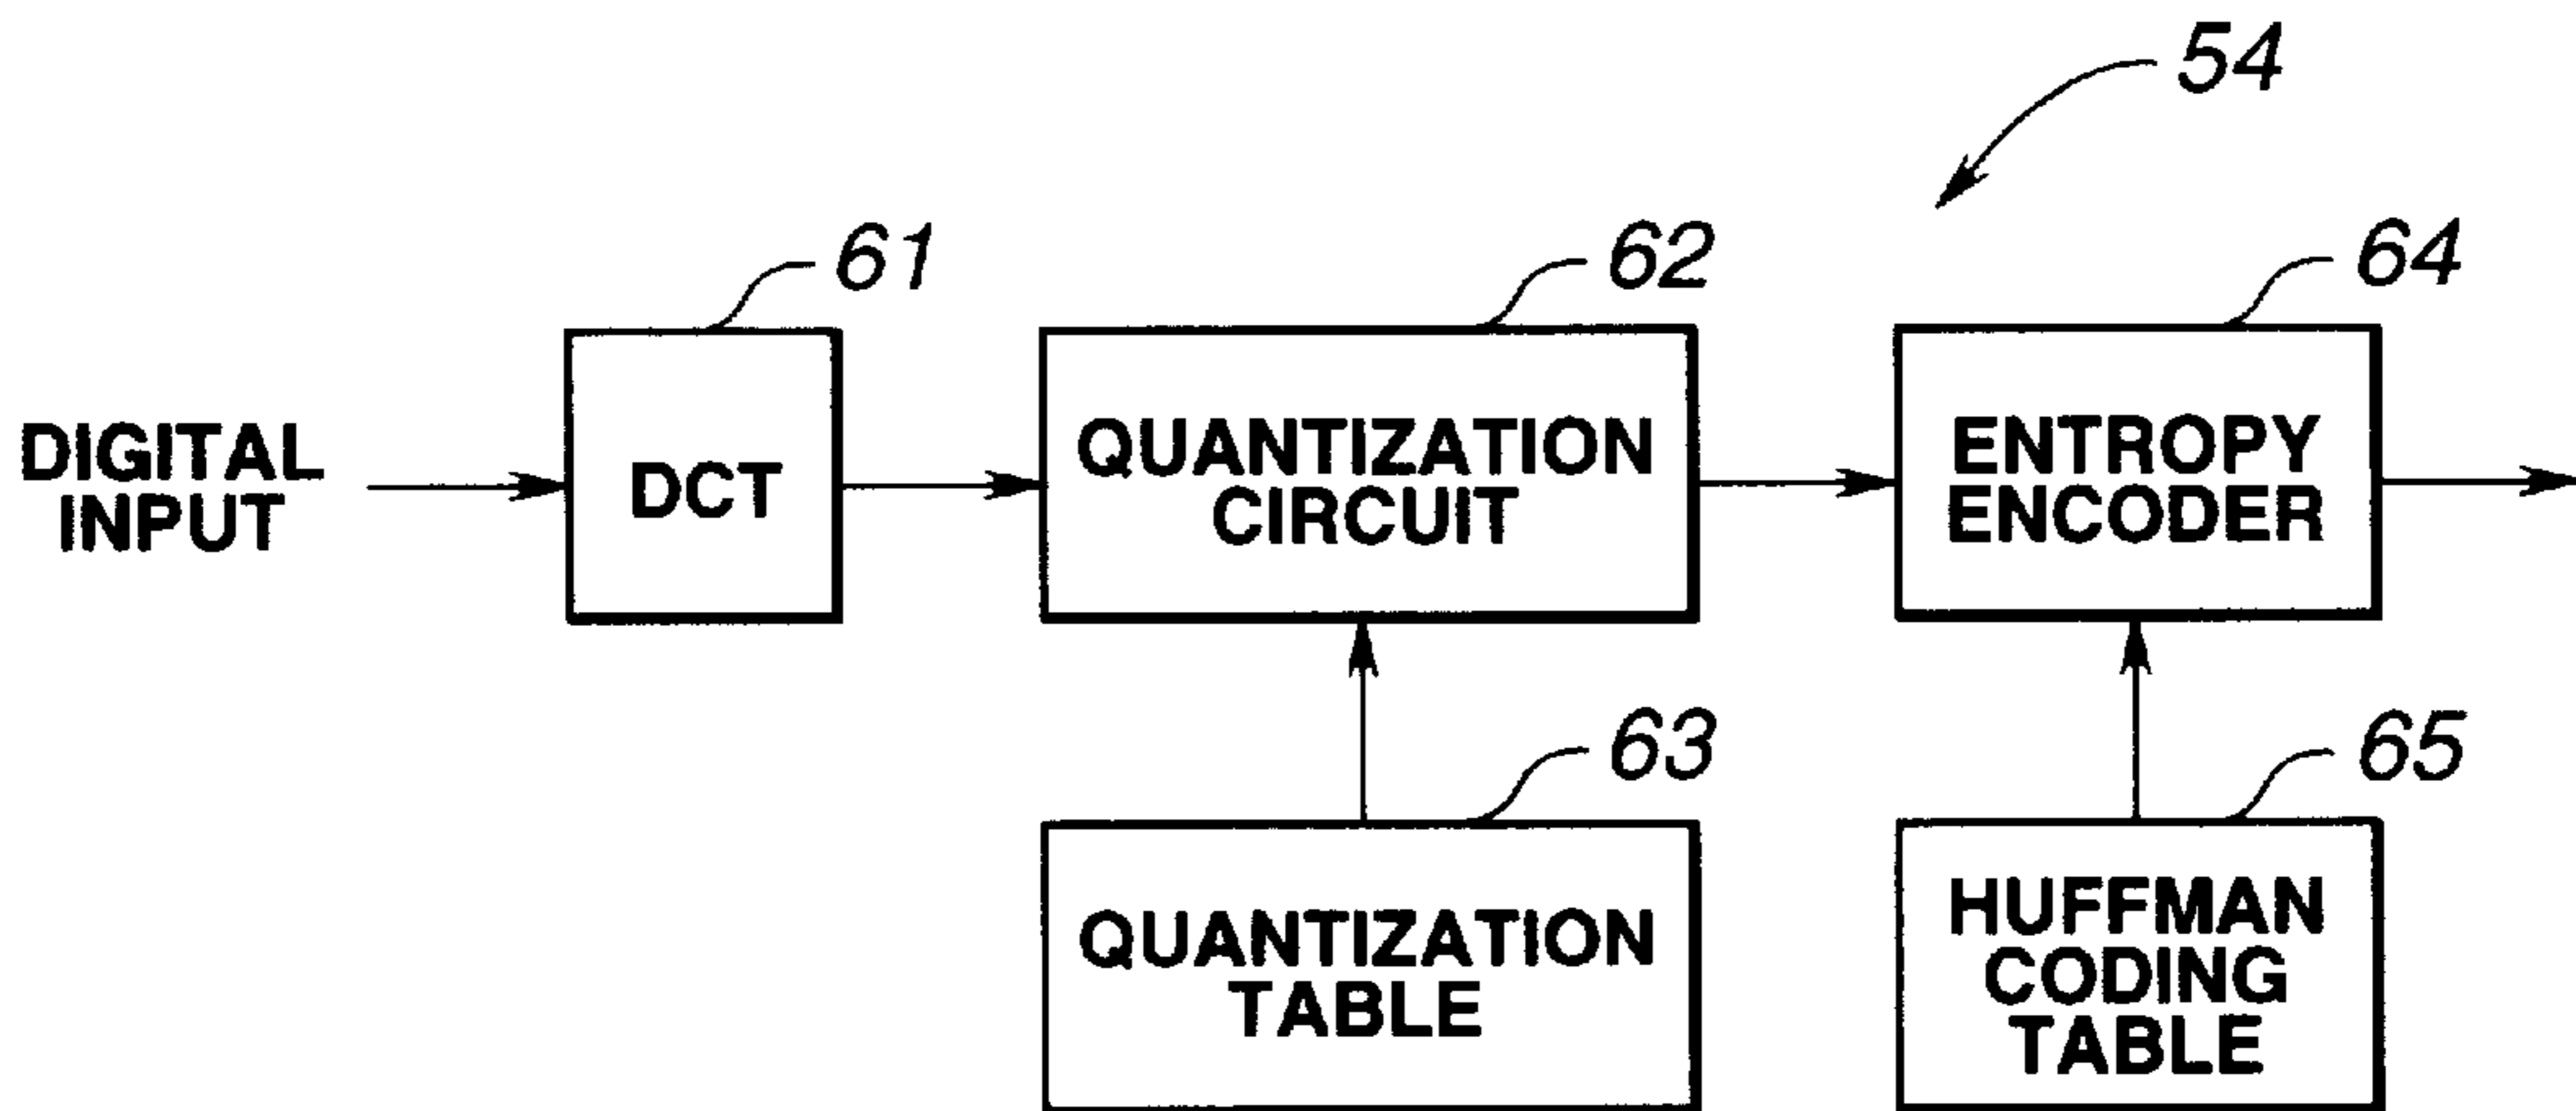 54
61
62
64
DIGITAL
INPUT
DCT
QUANTIZATION
CIRCUIT
ENTROPY
ENCODER
63
65
QUANTIZATION
TABLE
HUFFMAN
CODING
TABLE